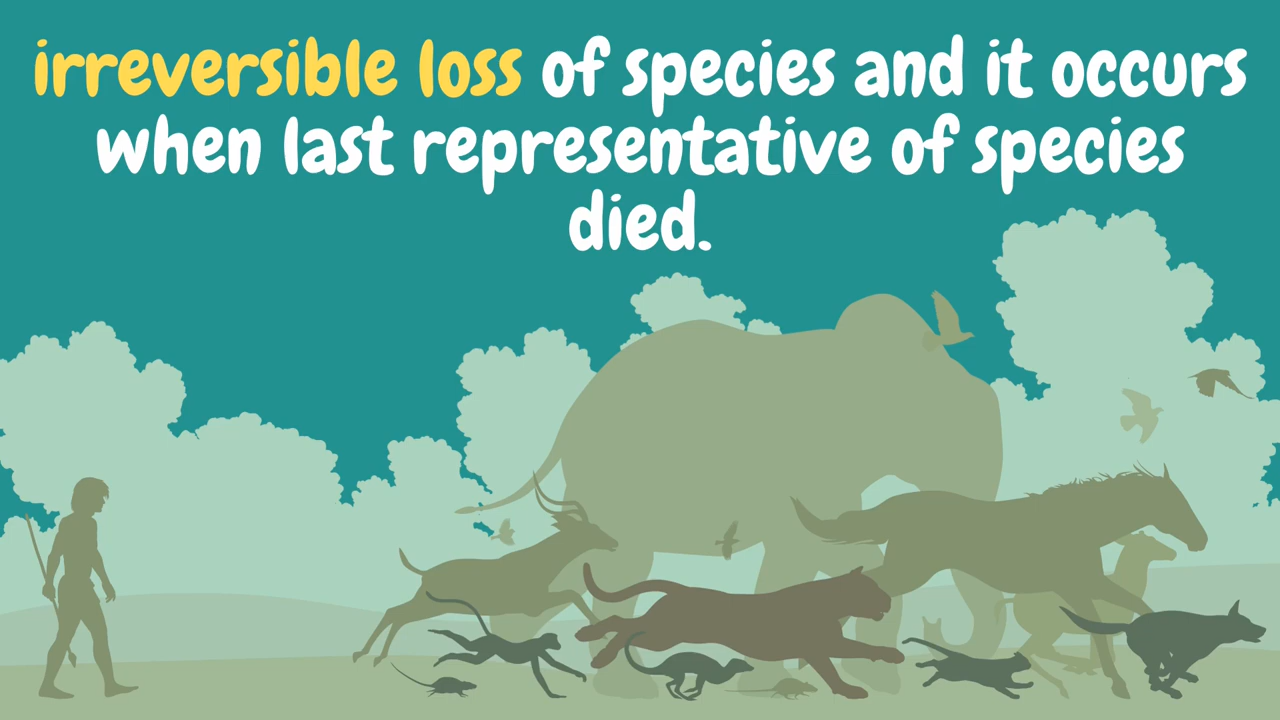 irreversible loss of species and it occurs
when last representative of species
died.